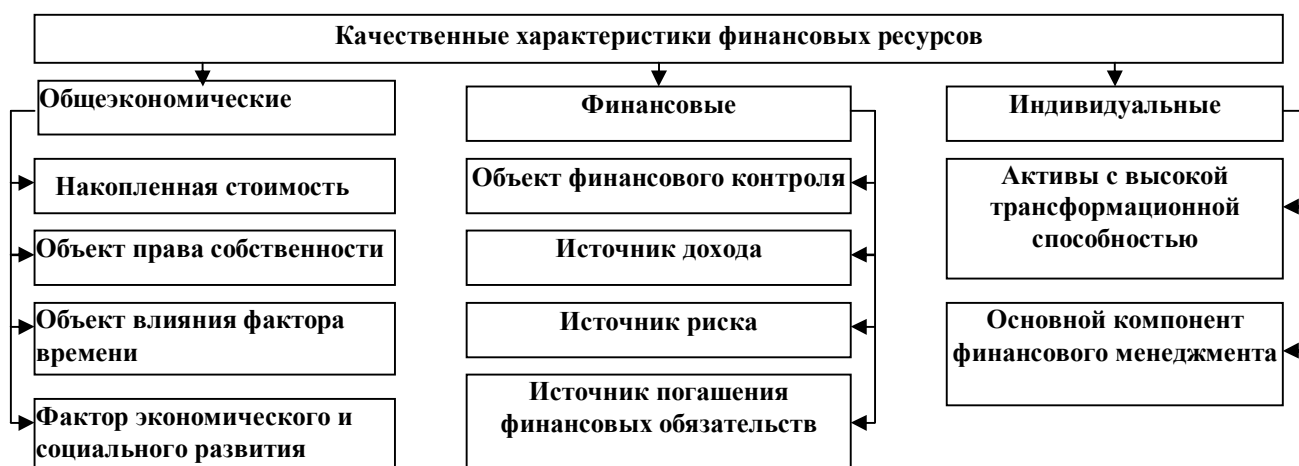 Качественные характеристики финансовых ресурсов
Общеэкономические
Накопленная стоимость
Объект права собственности
Объект влияния фактора
времени
Фактор экономического и
социального развития
Финансовые
Объект финансового контроля
Источник дохода
Источник риска
Источник погашения
финансовых обязательств
Индивидуальные
Активы с высокой
трансформационной
способностью
Основной компонент
финансового менеджмента